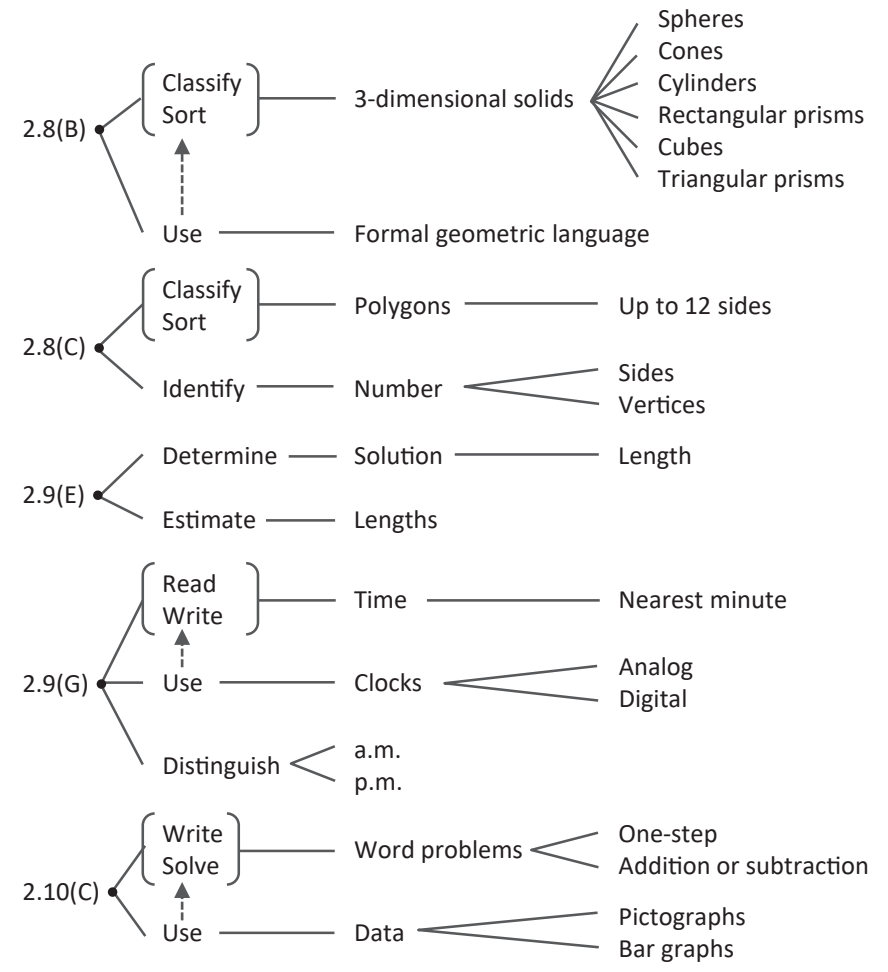 Spheres
Cones
Classify
Cylinders
Sort
3-dimensional solids
Rectangular prisms
2.8(B)
Cubes
Triangular prisms
Use
Formal geometric language
Classify
Sort
Polygons
Up to 12 sides
2.8(C)
Identify
Number
Sides
Vertices
Determine
Solution
Length
2.9(E)
Estimate
Lengths
Read
Write
Time
Nearest minute
2.9(G)
Use
Clocks
Analog
Digital
Distinguish
a.m.
p.m.
Write
Solve
Word problems
One-step
Addition or subtraction
2.10(C)
Use
Data
Pictographs
Bar graphs